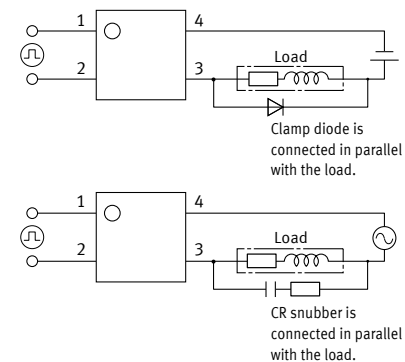 1
4
2
3
Load
Clamp diode is
connected in parallel
with the load.
1
4
2
3
Load
CR snubber is
connected in parallel
with the load.